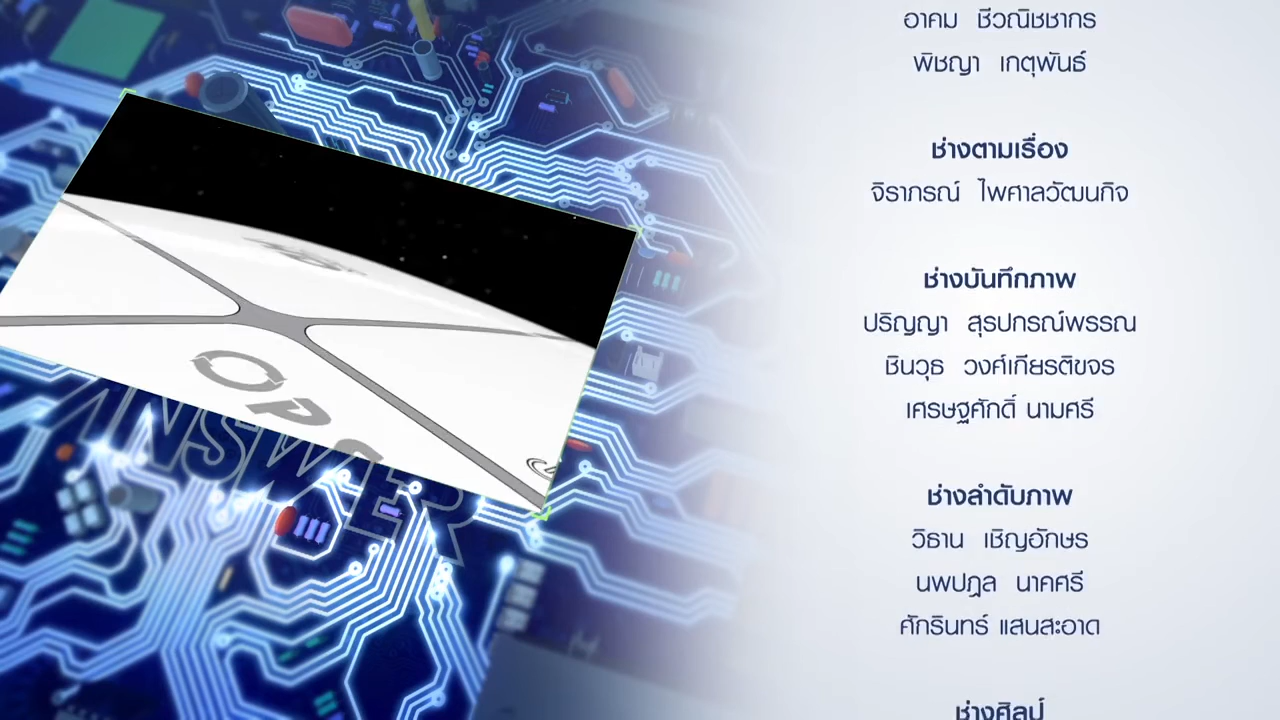 อาคม ชีวณิชชากร
พิชญา เกตุพันธ์
ช่างตามเรื่อง
จิราภรณ์ ไพศาลวัฒนกิจ
ช่างบันทึกภาพ
ปริญญา สุรปกรณ์พรรณ
ชินวุธ วงศ์เกียรติขจร
เศรษฐศักดิ์ นามศรี
ช่างลำดับภาพ
วิธาน เชิญอักษร
นพปฎล นาคศรี
ศักรินทร์ แสนสะอาด
ช่างศิลป์
ANSWER